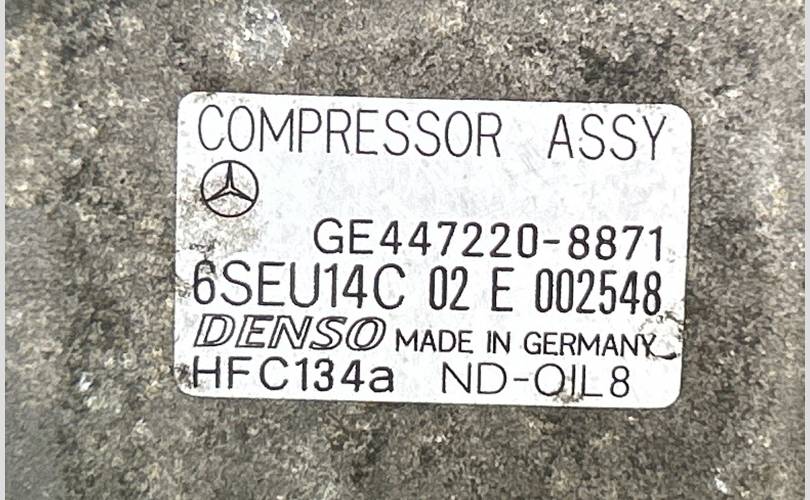 COMPRESSOR ASSY
GE447220-8871
6SEU14C 02 E 002548
DENSO MADE IN GERMANY
HFC134a ND-OIL8